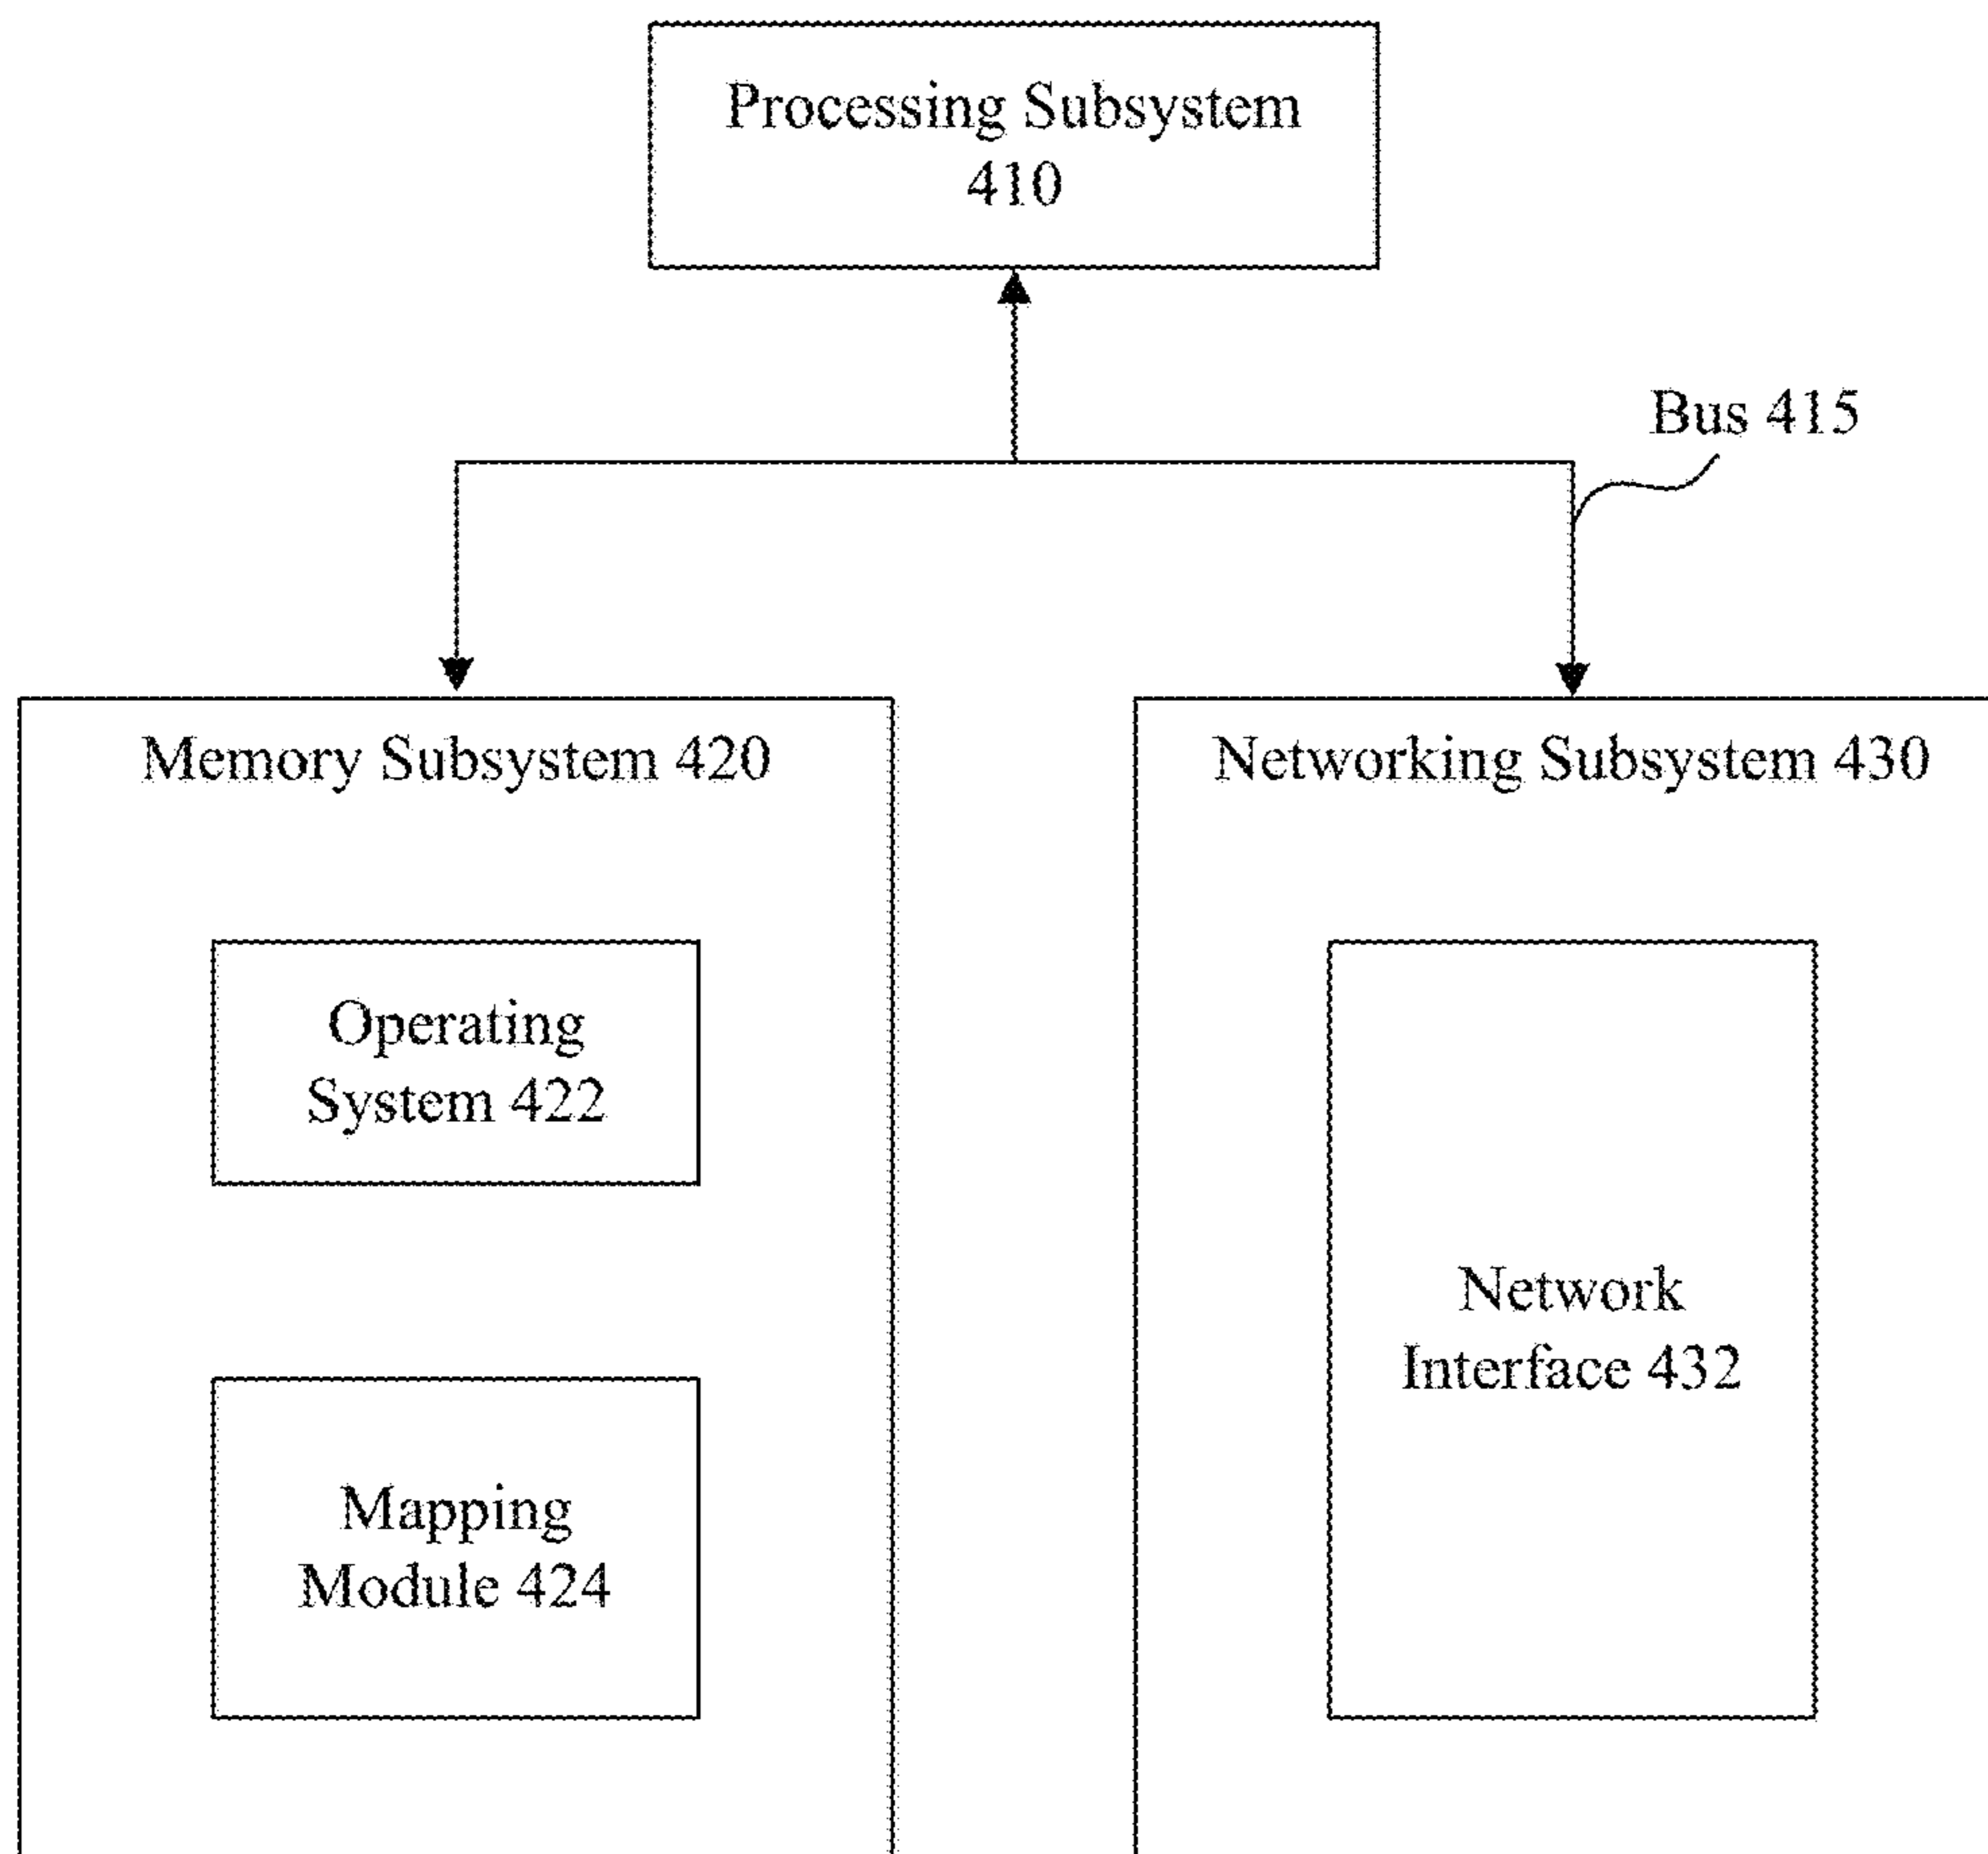 Processing Subsystem
410
Bus 415
Memory Subsystem 420
Networking Subsystem 430
Operating
System 422
Network
Interface 432
Mapping
Module 424